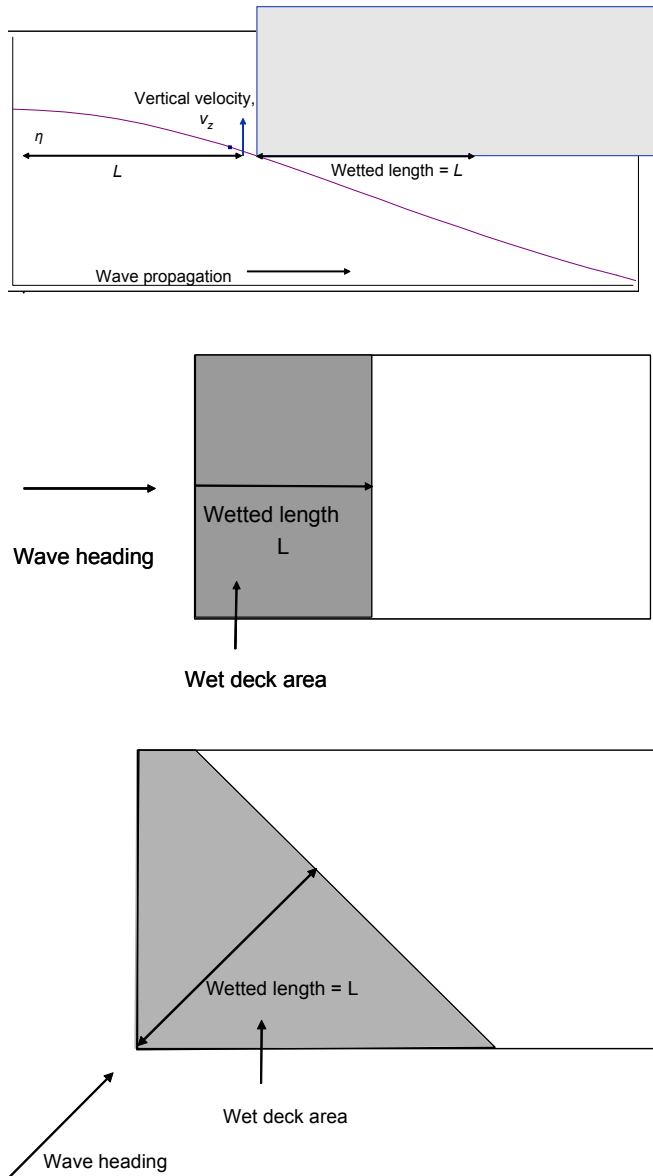 Vertical velocity,
v_z
η
L
Wetted length = L
Wave propagation
Wetted length
L
Wave heading
Wet deck area
Wetted length = L
Wet deck area
Wave heading